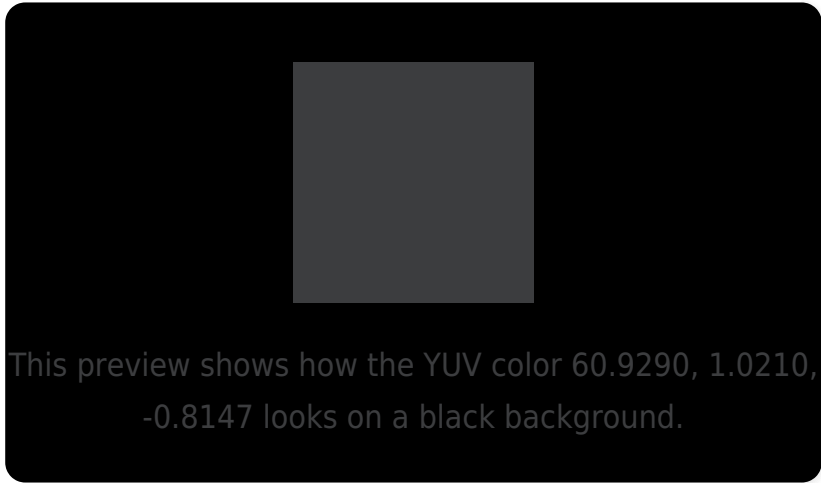 This preview shows how the YUV color 60.9290, 1.0210,
-0.8147 looks on a black background.